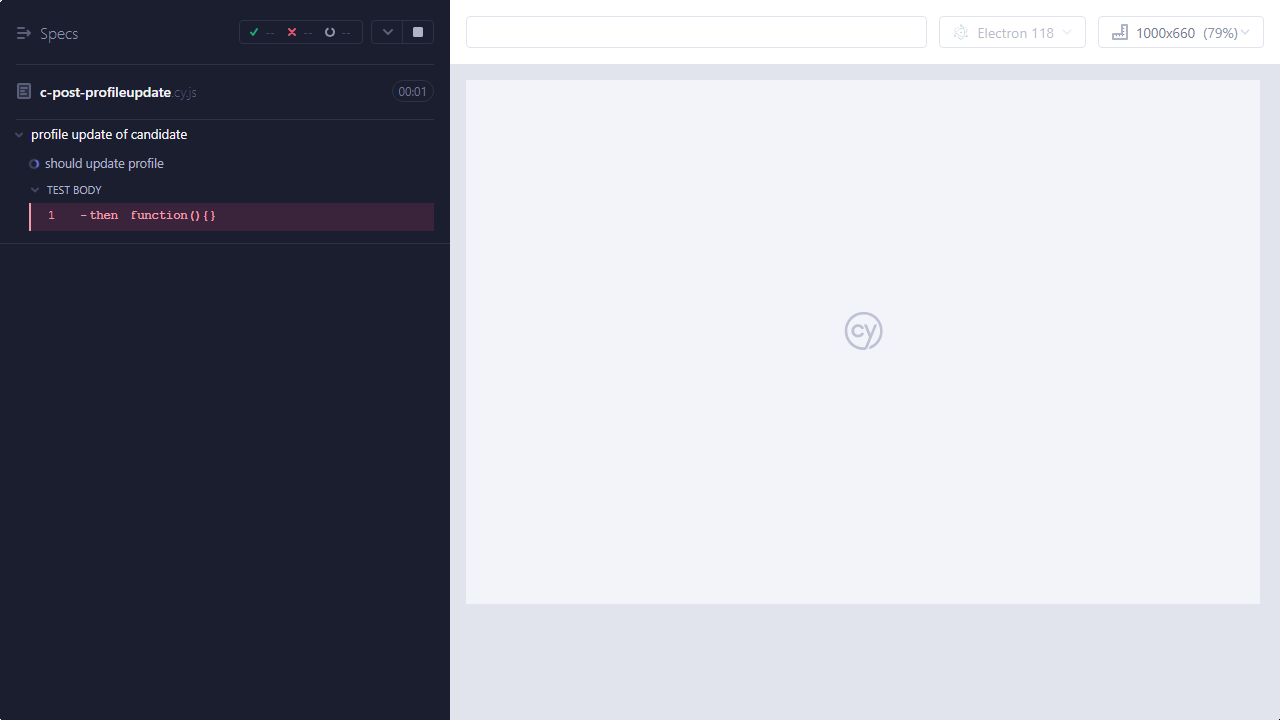 Specs
--
--
--
Electron 118
1000x660 (79%)
c-post-profileupdate.cy.js
00:01
profile update of candidate
should update profile
TEST BODY
1 -then function(){}
cy